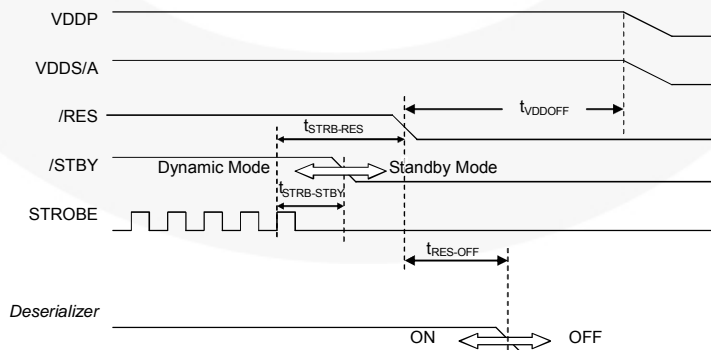 VDDP
VDDS/A
tVDDOFF
/RES
tSTRB-RES
/STBY
Dynamic Mode Standby Mode
tSTRB-STBY
STROBE
tRES-OFF
Deserializer
ON OFF